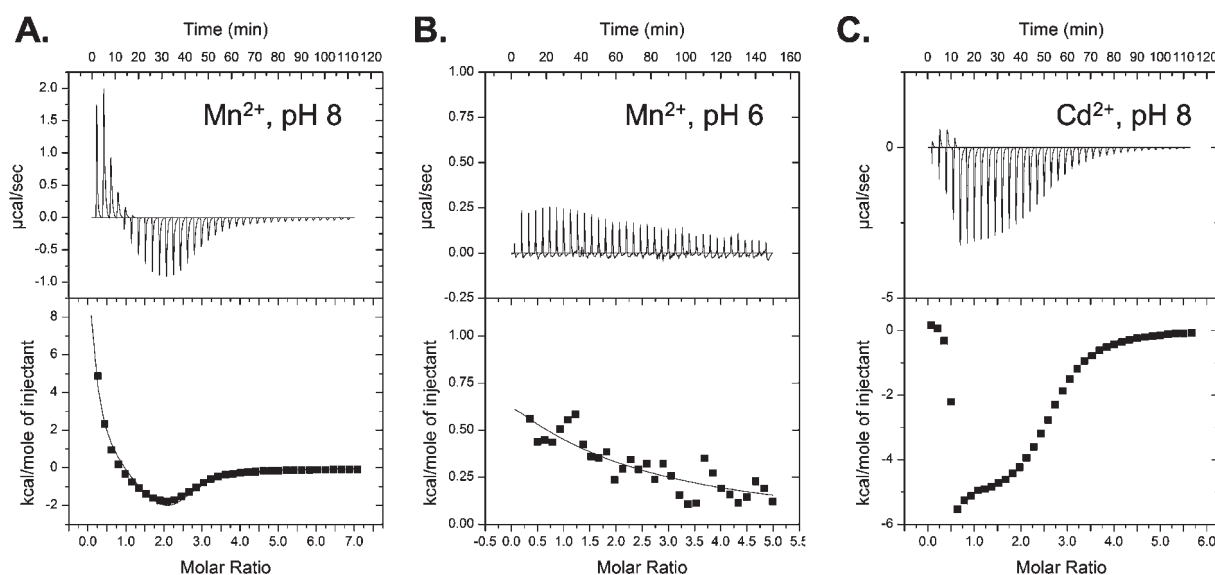 A.
Time (min)
0 10 20 30 40 50 60 70 80 90 100 110 120
Mn²⁺, pH 8
µcal/sec
2.0
1.5
1.0
0.5
0.0
-0.5
-1.0
kcal/mole of injectant
8
6
4
2
0
-2
0.0 1.0 2.0 3.0 4.0 5.0 6.0 7.0
Molar Ratio
B.
Time (min)
0 20 40 60 80 100 120 140 160
Mn²⁺, pH 6
µcal/sec
1.00
0.75
0.50
0.25
0.00
-0.25
kcal/mole of injectant
1.00
0.75
0.50
0.25
0.00
-0.5 0.0 0.5 1.0 1.5 2.0 2.5 3.0 3.5 4.0 4.5 5.0 5.5
Molar Ratio
C.
Time (min)
0 10 20 30 40 50 60 70 80 90 100 110 120
Cd²⁺, pH 8
µcal/sec
0
-5
kcal/mole of injectant
0
-2
-4
-6
0.0 1.0 2.0 3.0 4.0 5.0 6.0
Molar Ratio